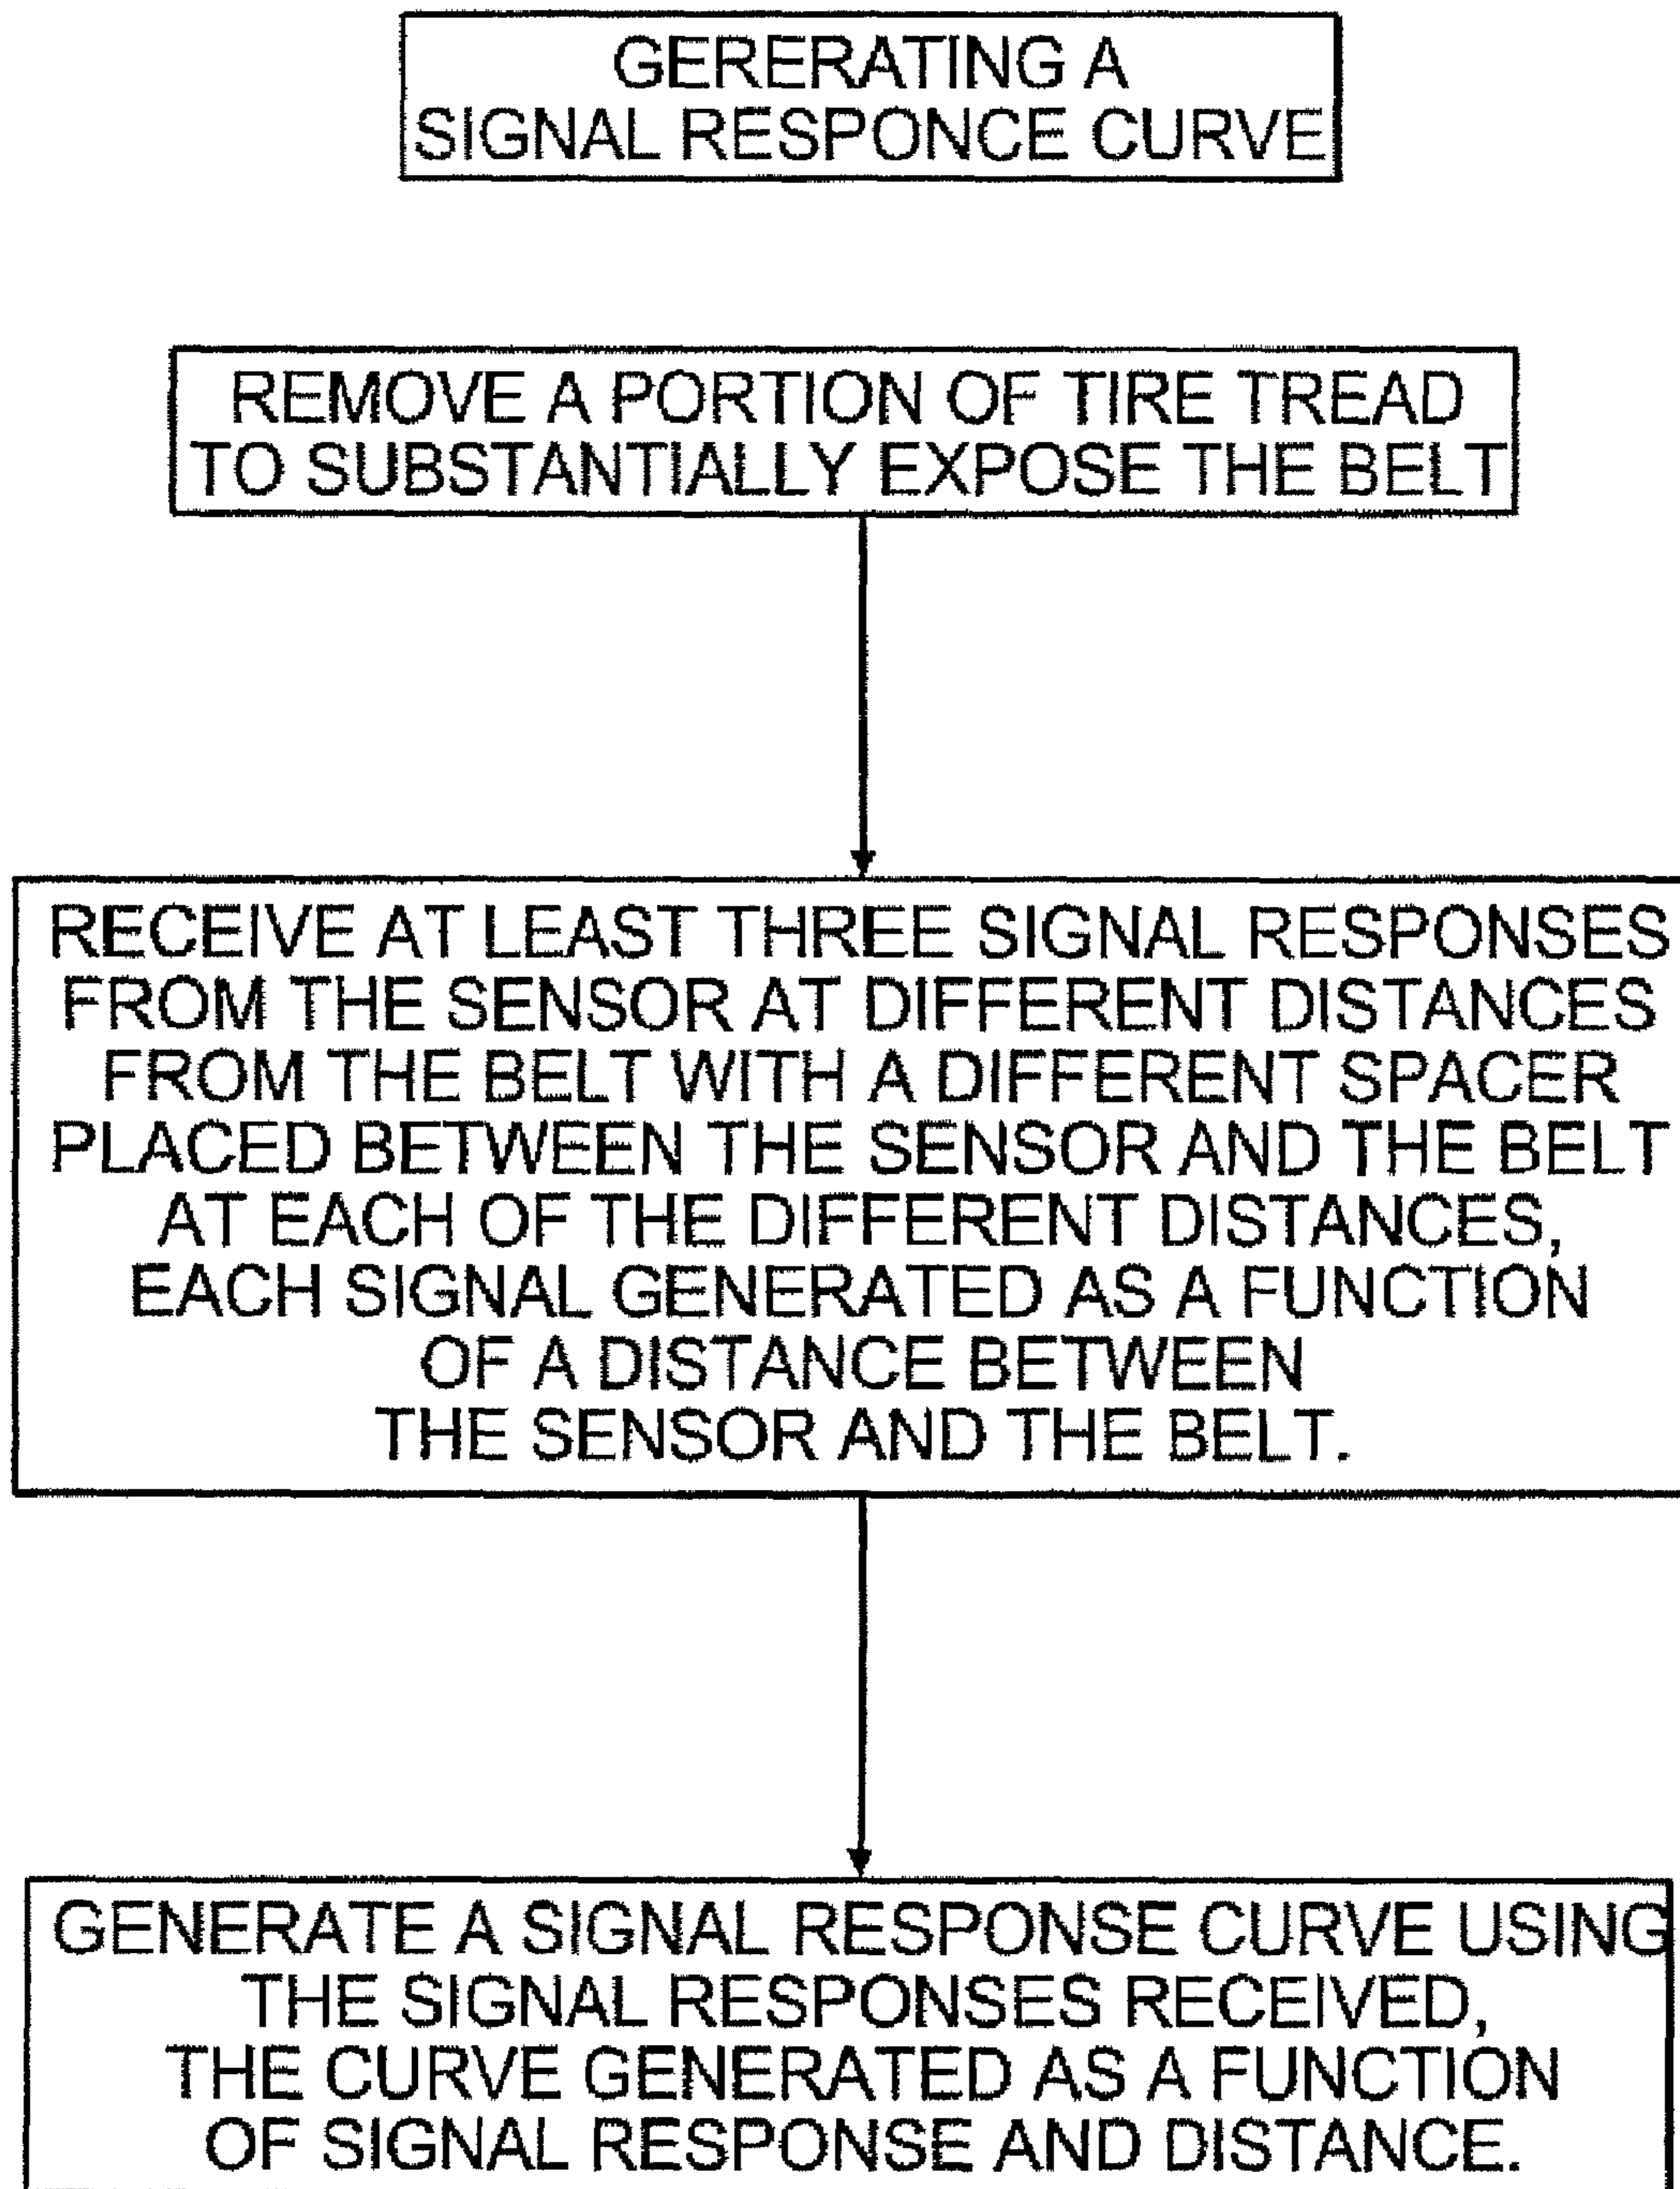 GERERATING A
SIGNAL RESPONCE CURVE
REMOVE A PORTION OF TIRE TREAD
TO SUBSTANTIALLY EXPOSE THE BELT
RECEIVE AT LEAST THREE SIGNAL RESPONSES
FROM THE SENSOR AT DIFFERENT DISTANCES
FROM THE BELT WITH A DIFFERENT SPACER
PLACED BETWEEN THE SENSOR AND THE BELT
AT EACH OF THE DIFFERENT DISTANCES,
EACH SIGNAL GENERATED AS A FUNCTION
OF A DISTANCE BETWEEN
THE SENSOR AND THE BELT.
GENERATE A SIGNAL RESPONSE CURVE USING
THE SIGNAL RESPONSES RECEIVED,
THE CURVE GENERATED AS A FUNCTION
OF SIGNAL RESPONSE AND DISTANCE.